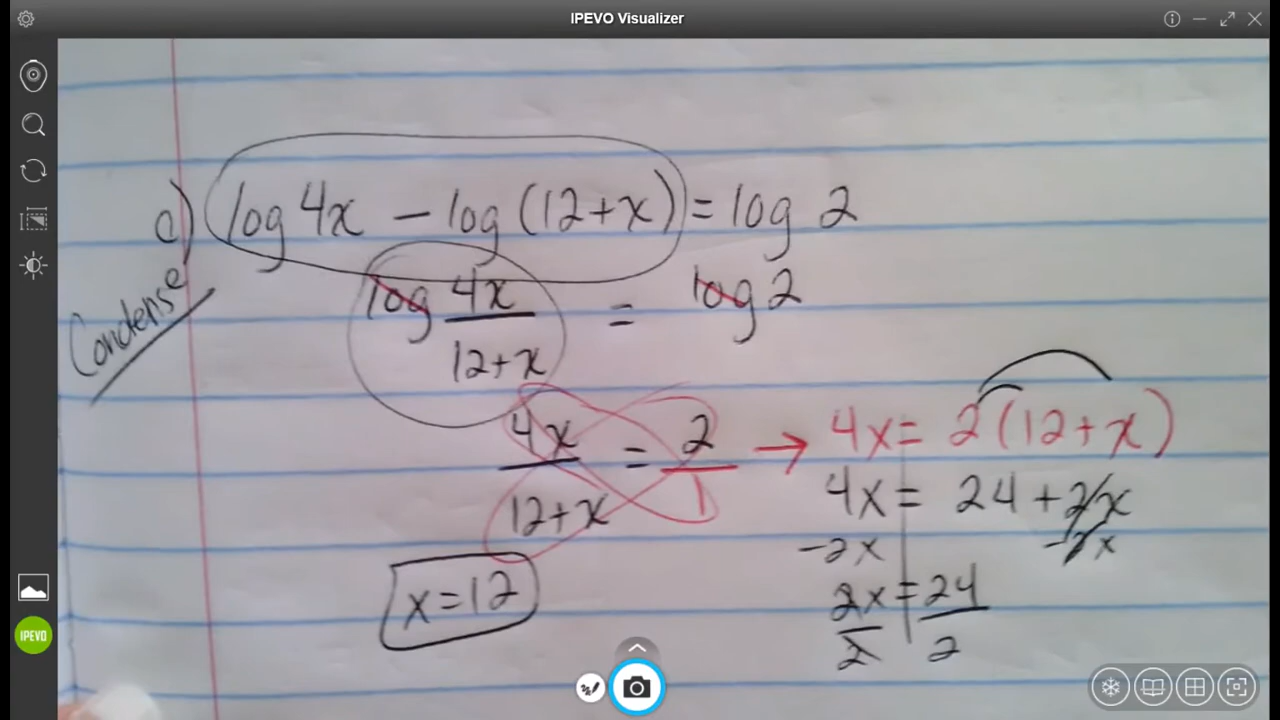 IPEVO Visualizer
c) log 4x - log (12+x) = log 2
Condense
log 4x/12+x = log 2
4x/12+x = 2/1 → 4x = 2(12+x)
4x = 24 + 2x
-2x -2x
2x/2 = 24/2
x = 12
IPEVO